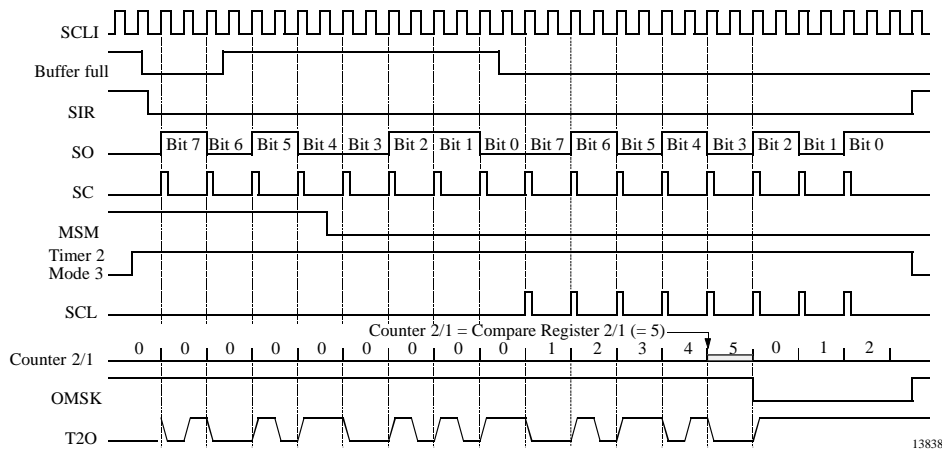 SCLI
Buffer full
SIR
SO Bit 7 Bit 6 Bit 5 Bit 4 Bit 3 Bit 2 Bit 1 Bit 0 Bit 7 Bit 6 Bit 5 Bit 4 Bit 3 Bit 2 Bit 1 Bit 0
SC
MSM
Timer 2
Mode 3
SCL
Counter 2/1 = Compare Register 2/1 (= 5)
Counter 2/1 0 0 0 0 0 0 0 0 0 1 2 3 4 5 0 1 2
OMSK
T2O
13838